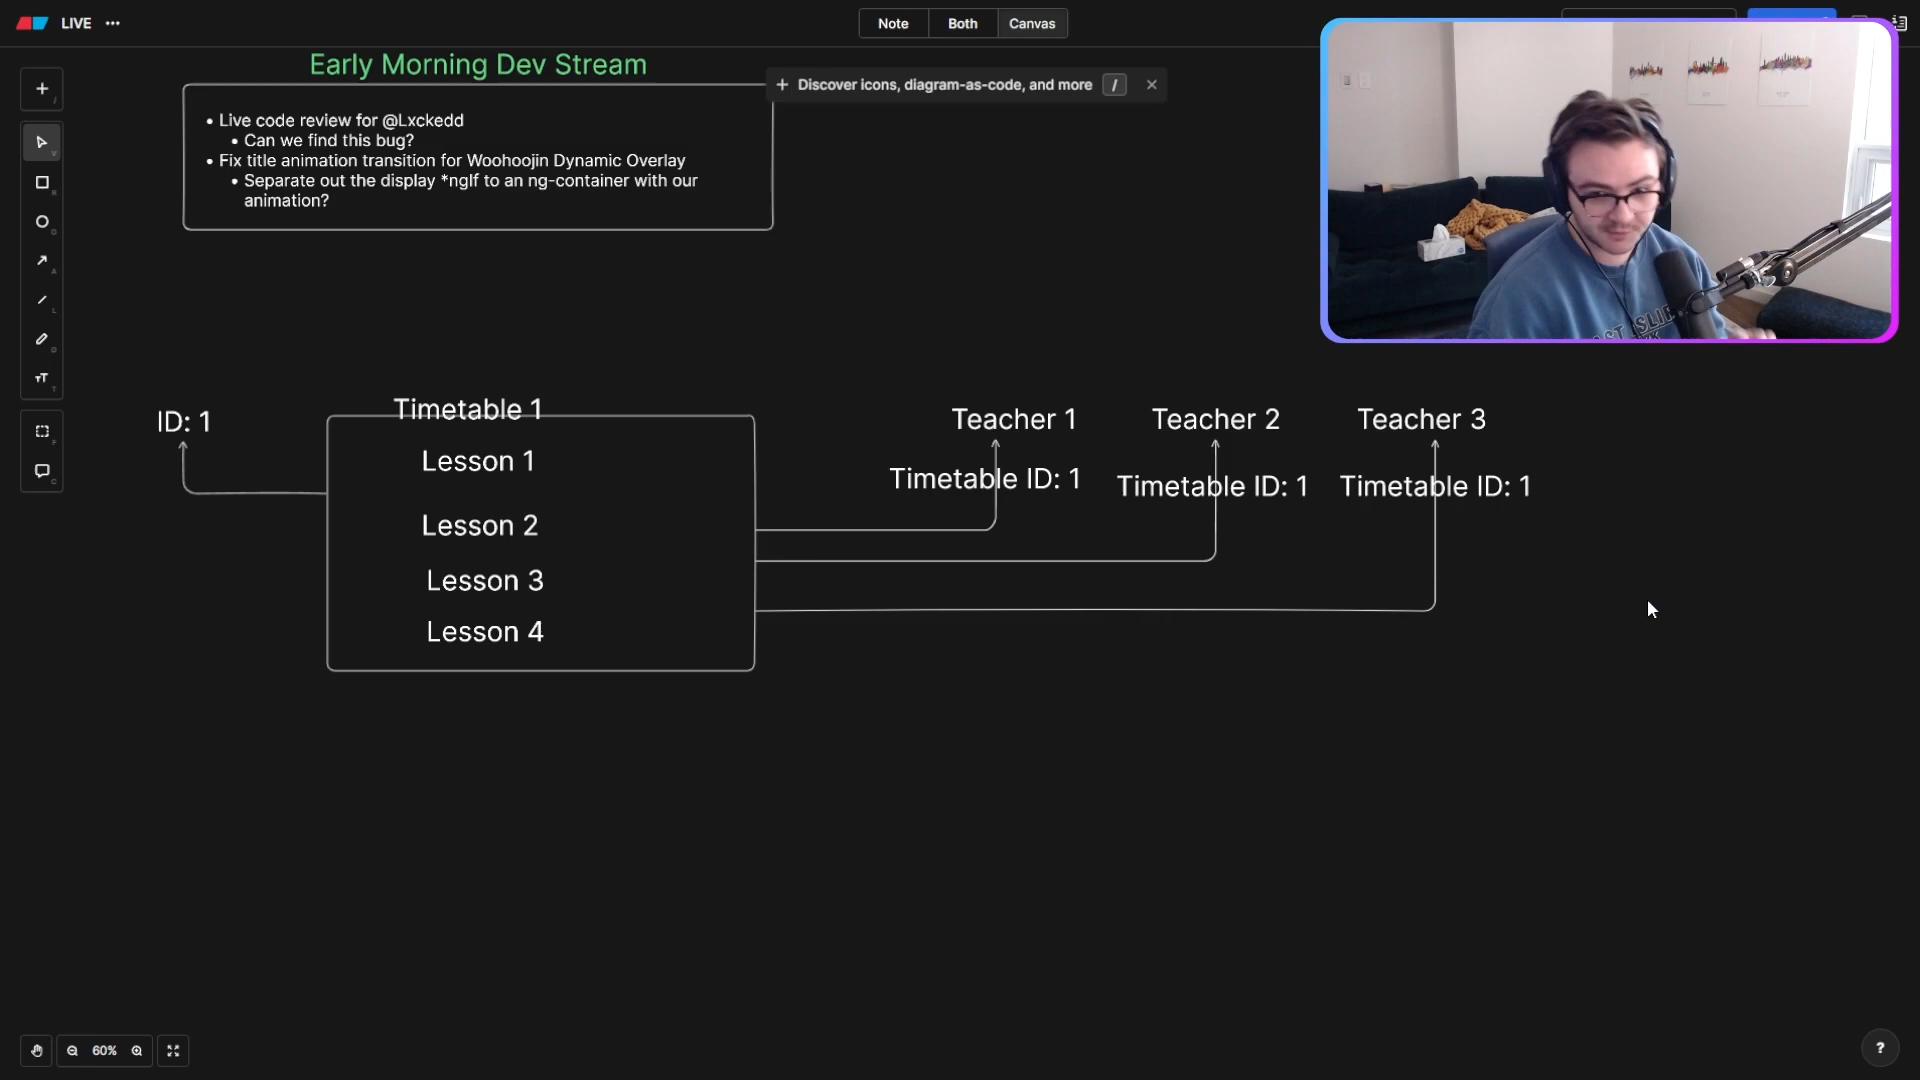 LIVE
Note
Both
Canvas
Early Morning Dev Stream
+ Discover icons, diagram-as-code, and more /
• Live code review for @Lxckedd
• Can we find this bug?
• Fix title animation transition for Woohoojin Dynamic Overlay
• Separate out the display *ngIf to an ng-container with our
animation?
ID: 1
Timetable 1
Lesson 1
Lesson 2
Lesson 3
Lesson 4
Teacher 1
Teacher 2
Teacher 3
Timetable ID: 1
Timetable ID: 1
Timetable ID: 1
60%
?